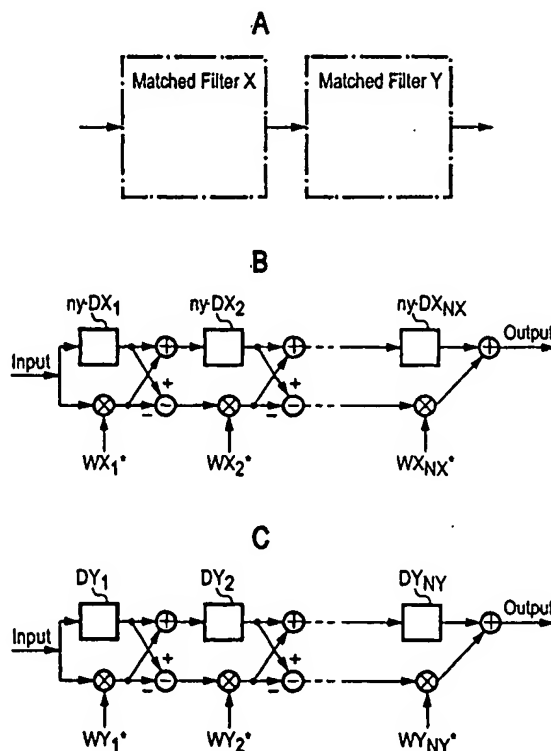 A
Matched Filter X Matched Filter Y
B
ny·DX1 ny·DX2 ny·DXNX
Input + + + Output
+ +
− − − −
WX1* WX2* WXNX*
C
DY1 DY2 DYNY
Input + + + Output
+ +
− − − −
WY1* WY2* WYNY*